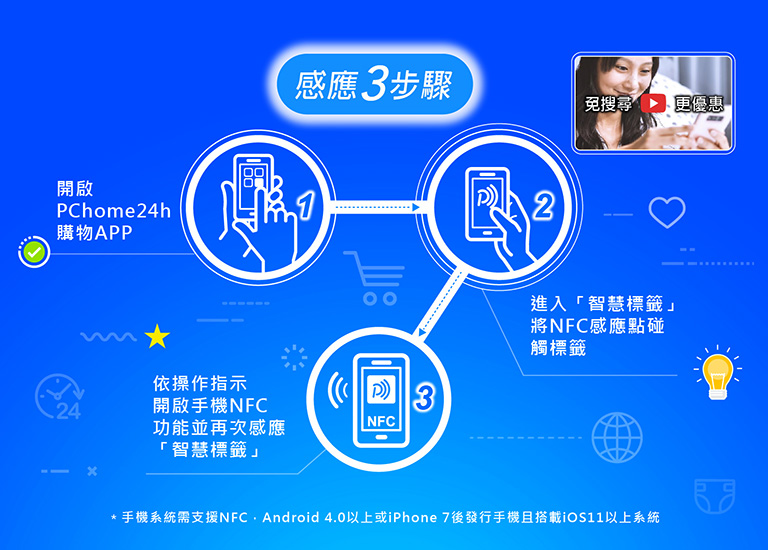 感應3步驟
免搜尋 更優惠
開啟
PChome24h
購物APP
1
2
進入「智慧標籤」
將NFC感應點碰
觸標籤
依操作指示
開啟手機NFC
功能並再次感應
「智慧標籤」
NFC
3
24
* 手機系統需支援NFC，Android 4.0以上或iPhone 7後發行手機且搭載iOS11以上系統